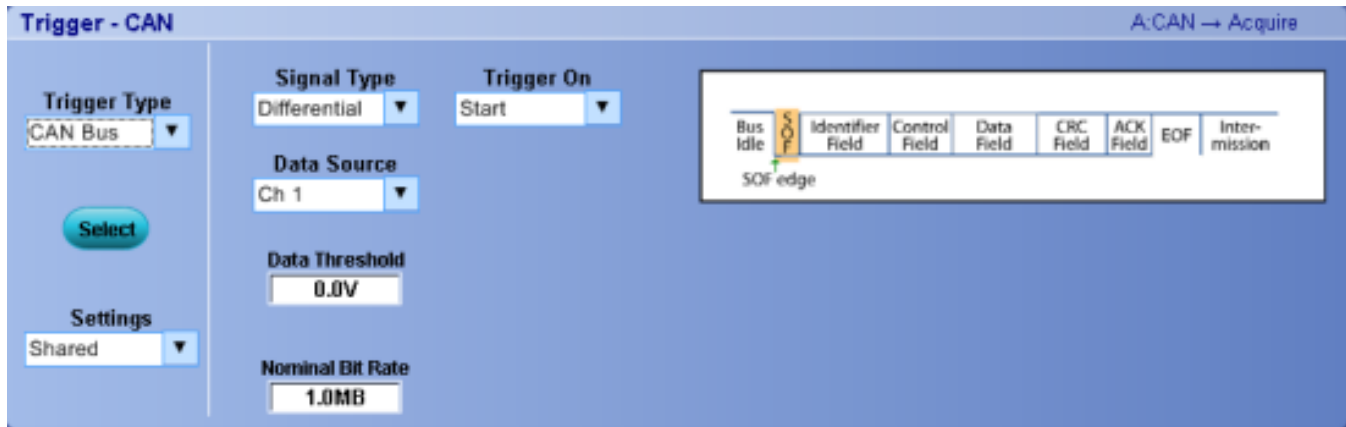 Trigger - CAN
A:CAN → Acquire
Trigger Type
CAN Bus
Select
Settings
Shared
Signal Type
Differential
Data Source
Ch 1
Data Threshold
0.0V
Nominal Bit Rate
1.0MB
Trigger On
Start
Bus Idle
SOF
Identifier Field
Control Field
Data Field
CRC Field
ACK Field
EOF
Inter-
mission
SOF edge